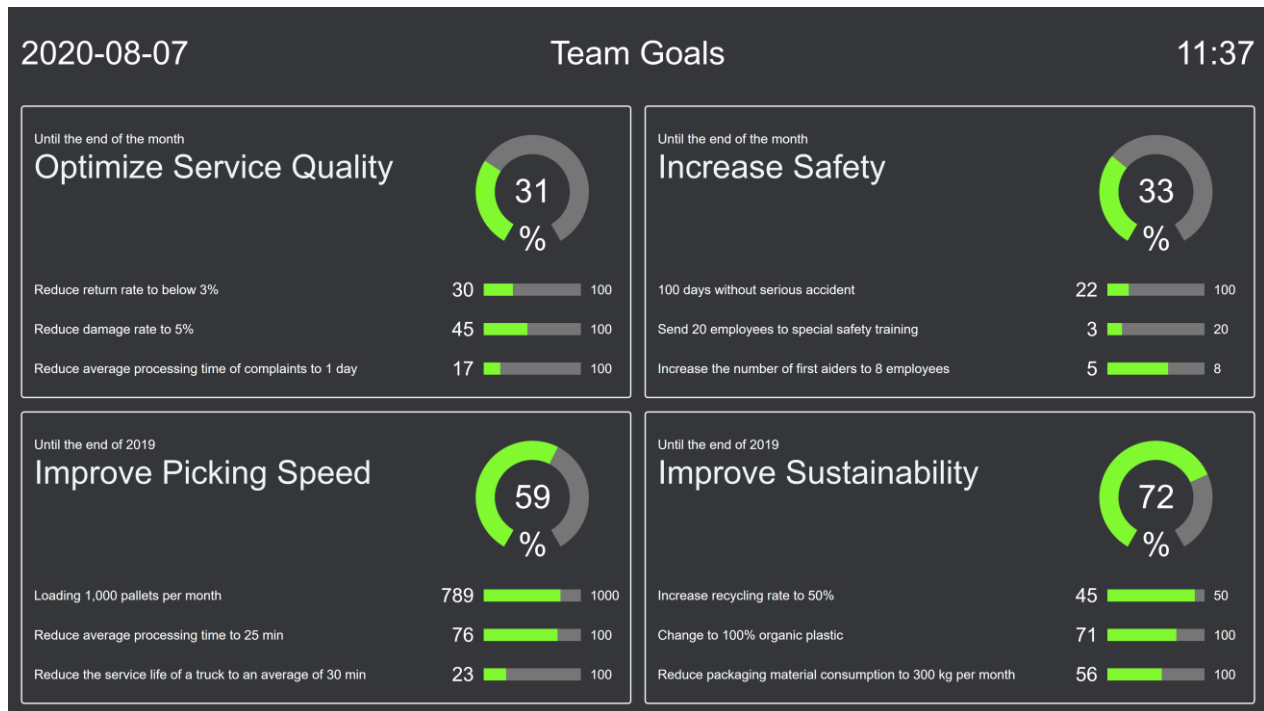 2020-08-07 Team Goals 11:37
Until the end of the month
Optimize Service Quality
31
%
Reduce return rate to below 3% 30 100
Reduce damage rate to 5% 45 100
Reduce average processing time of complaints to 1 day 17 100
Until the end of the month
Increase Safety
33
%
100 days without serious accident 22 100
Send 20 employees to special safety training 3 20
Increase the number of first aiders to 8 employees 5 8
Until the end of 2019
Improve Picking Speed
59
%
Loading 1,000 pallets per month 789 1000
Reduce average processing time to 25 min 76 100
Reduce the service life of a truck to an average of 30 min 23 100
Until the end of 2019
Improve Sustainability
72
%
Increase recycling rate to 50% 45 50
Change to 100% organic plastic 71 100
Reduce packaging material consumption to 300 kg per month 56 100